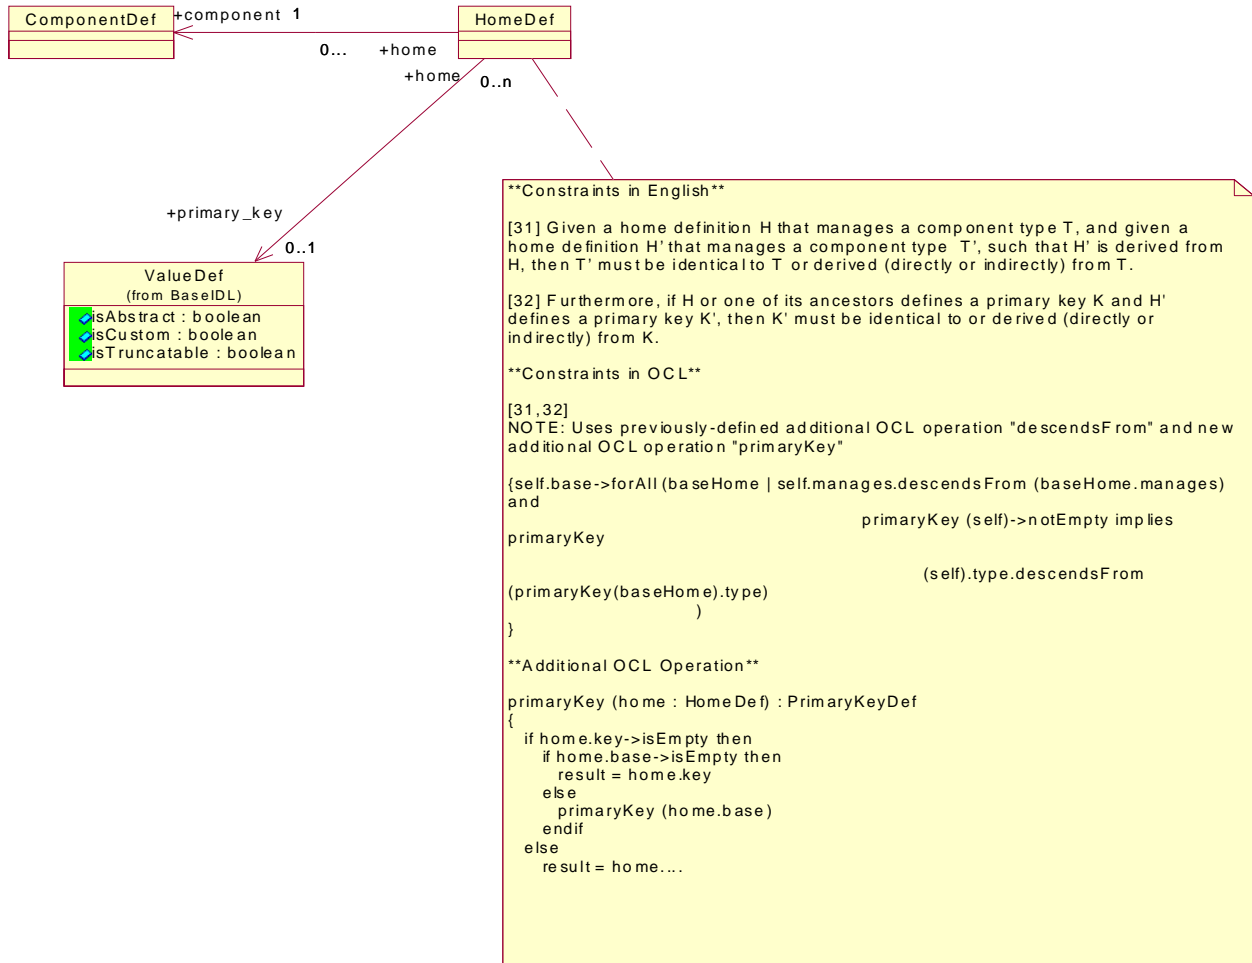 ComponentDef
+component 1
HomeDef
0... +home
+home
0..n
+primary_key
0..1
ValueDef
(from BaseIDL)
isAbstract : boolean
isCustom : boolean
isTruncatable : boolean
**Constraints in English**
[31] Given a home definition H that manages a component type T, and given a
home definition H' that manages a component type T', such that H' is derived from
H, then T' must be identical to T or derived (directly or indirectly) from T.
[32] Furthermore, if H or one of its ancestors defines a primary key K and H'
defines a primary key K', then K' must be identical to or derived (directly or
indirectly) from K.
**Constraints in OCL**
[31,32]
NOTE: Uses previously-defined additional OCL operation "descendsFrom" and new
additional OCL operation "primaryKey"
{self.base->forAll (baseHome | self.manages.descendsFrom (baseHome.manages)
and
primaryKey (self)->notEmpty implies
primaryKey
(self).type.descendsFrom
(primaryKey(baseHome).type)
)
}
**Additional OCL Operation**
primaryKey (home : HomeDef) : PrimaryKeyDef
{
if home.key->isEmpty then
if home.base->isEmpty then
result = home.key
else
primaryKey (home.base)
endif
else
result = home....